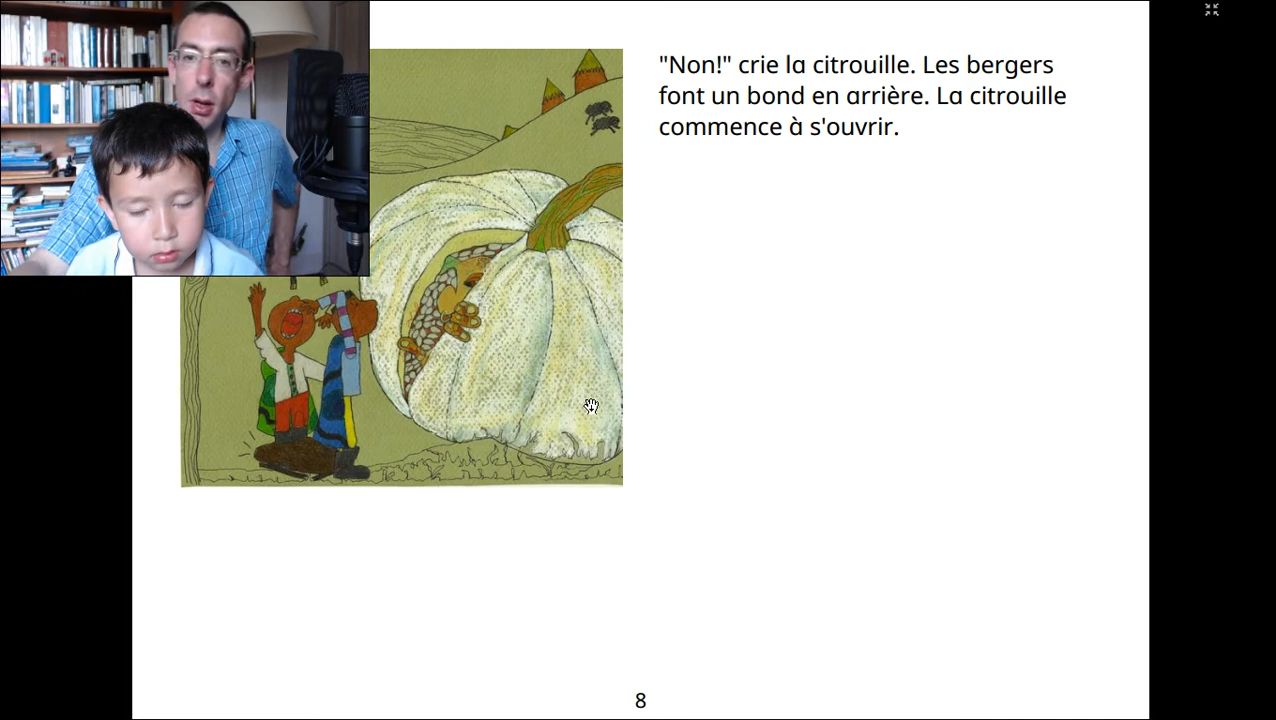 "Non!" crie la citrouille. Les bergers
font un bond en arrière. La citrouille
commence à s'ouvrir.
8